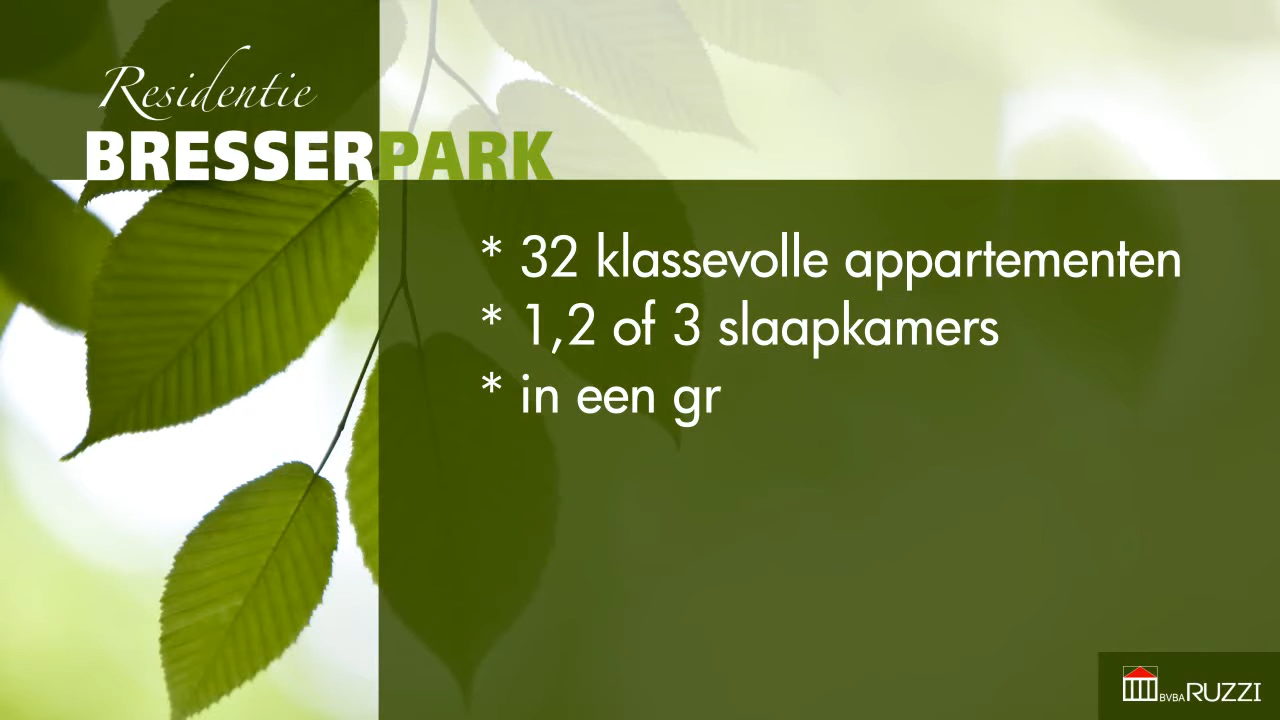 Residentie
BRESSERPARK
* 32 klassevolle appartementen
* 1,2 of 3 slaapkamers
* in een gr
BVBA RUZZI